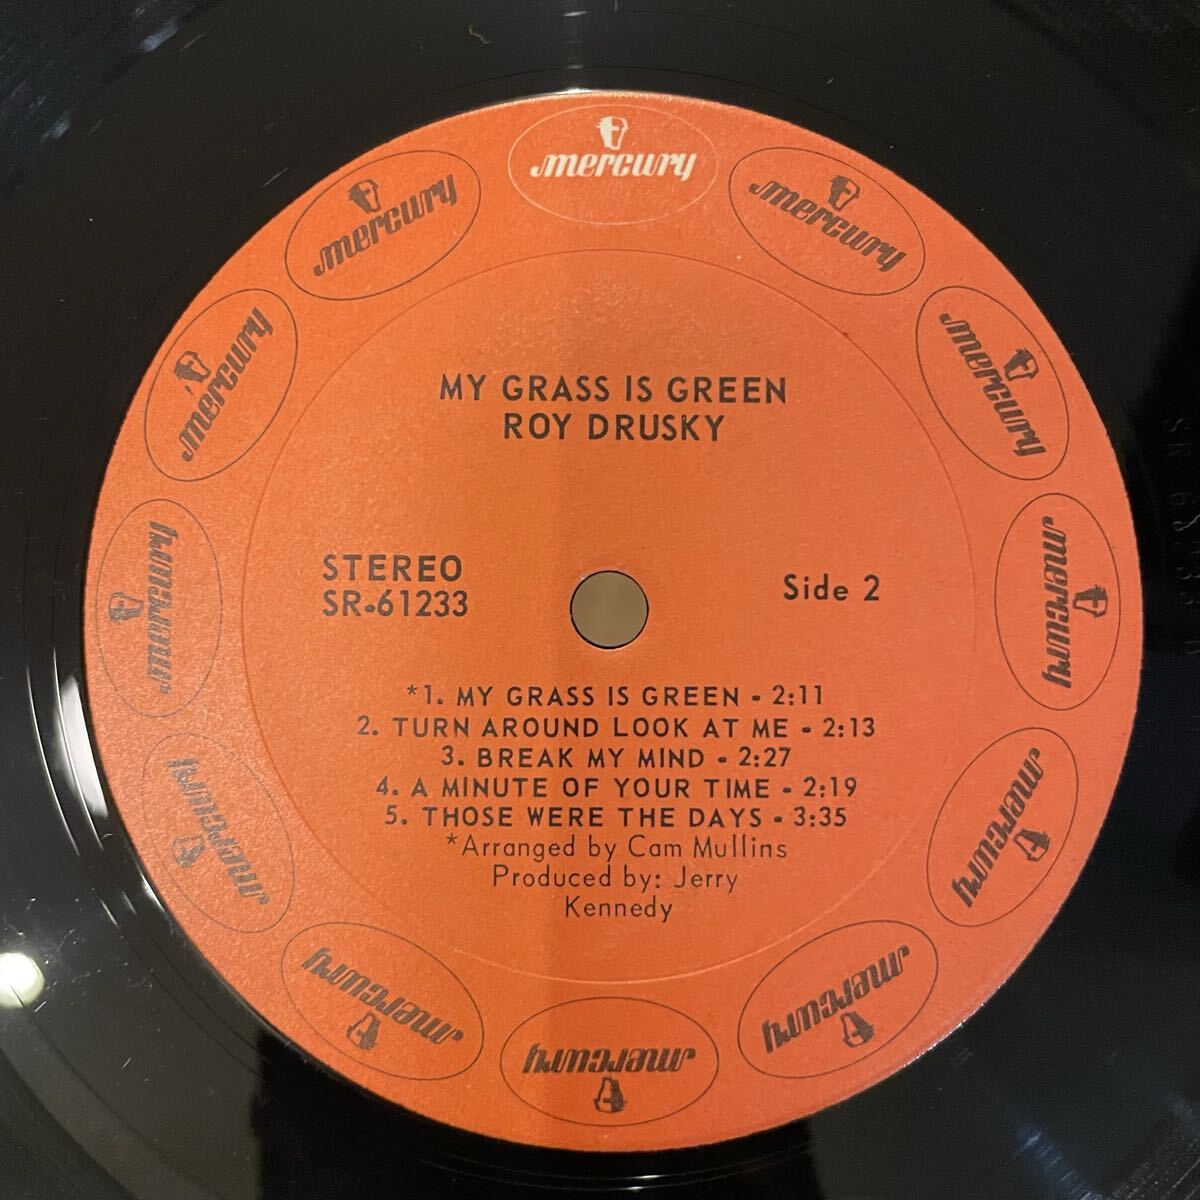 mercury
mercury
mercury
mercury
mercury
mercury
mercury
mercury
mercury
mercury
mercury
mercury
MY GRASS IS GREEN
ROY DRUSKY
STEREO
SR-61233
Side 2
*1. MY GRASS IS GREEN - 2:11
2. TURN AROUND LOOK AT ME - 2:13
3. BREAK MY MIND - 2:27
4. A MINUTE OF YOUR TIME - 2:19
5. THOSE WERE THE DAYS - 3:35
*Arranged by Cam Mullins
Produced by: Jerry
Kennedy